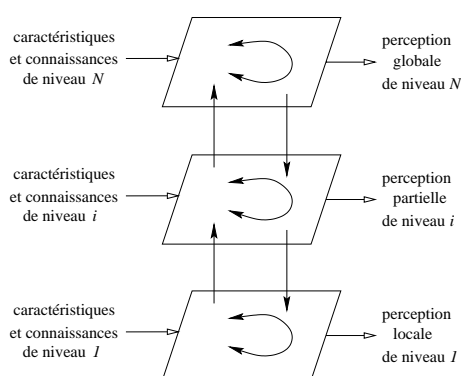 caractéristiques
et connaissances
de niveau N
perception
globale
de niveau N
caractéristiques
et connaissances
de niveau i
perception
partielle
de niveau i
caractéristiques
et connaissances
de niveau 1
perception
locale
de niveau 1